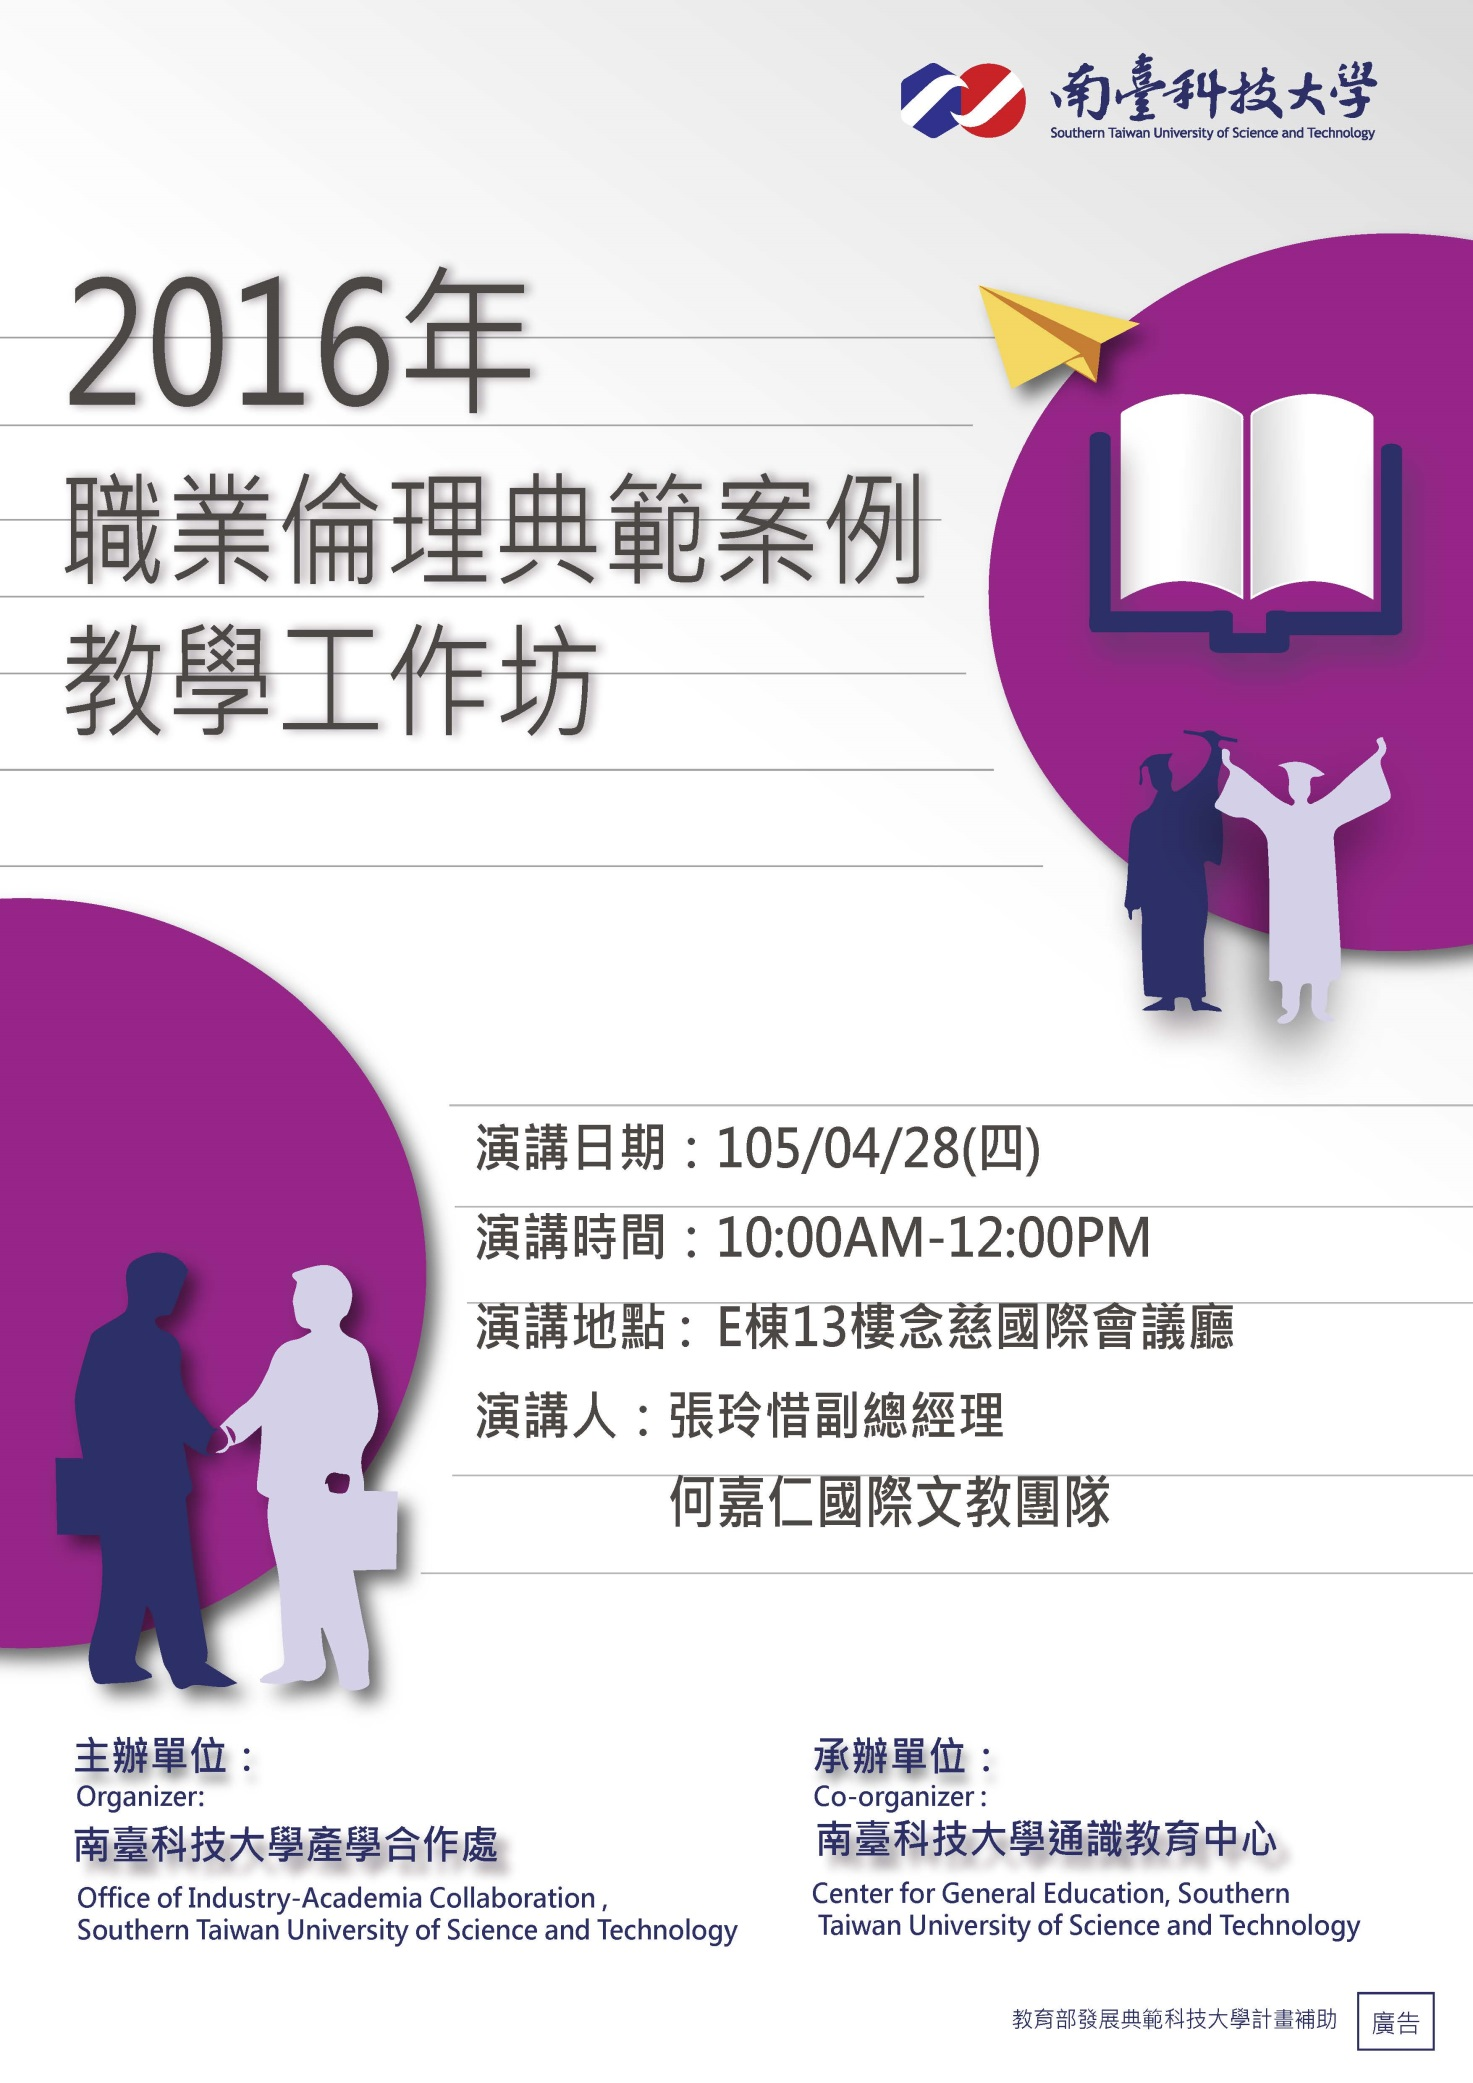 南臺科技大學
Southern Taiwan University of Science and Technology
2016年
職業倫理典範案例
教學工作坊
演講日期：105/04/28(四)
演講時間：10:00AM-12:00PM
演講地點：E棟13樓念慈國際會議廳
演講人：張玲惜副總經理
何嘉仁國際文教團隊
主辦單位：
Organizer:
南臺科技大學產學合作處
Office of Industry-Academia Collaboration ,
Southern Taiwan University of Science and Technology
承辦單位：
Co-organizer :
南臺科技大學通識教育中心
Center for General Education, Southern
Taiwan University of Science and Technology
教育部發展典範科技大學計畫補助
廣告